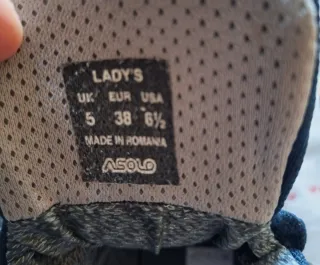 LADY'S
UK EUR USA
5 38 6½
MADE IN ROMANIA
ASOLO